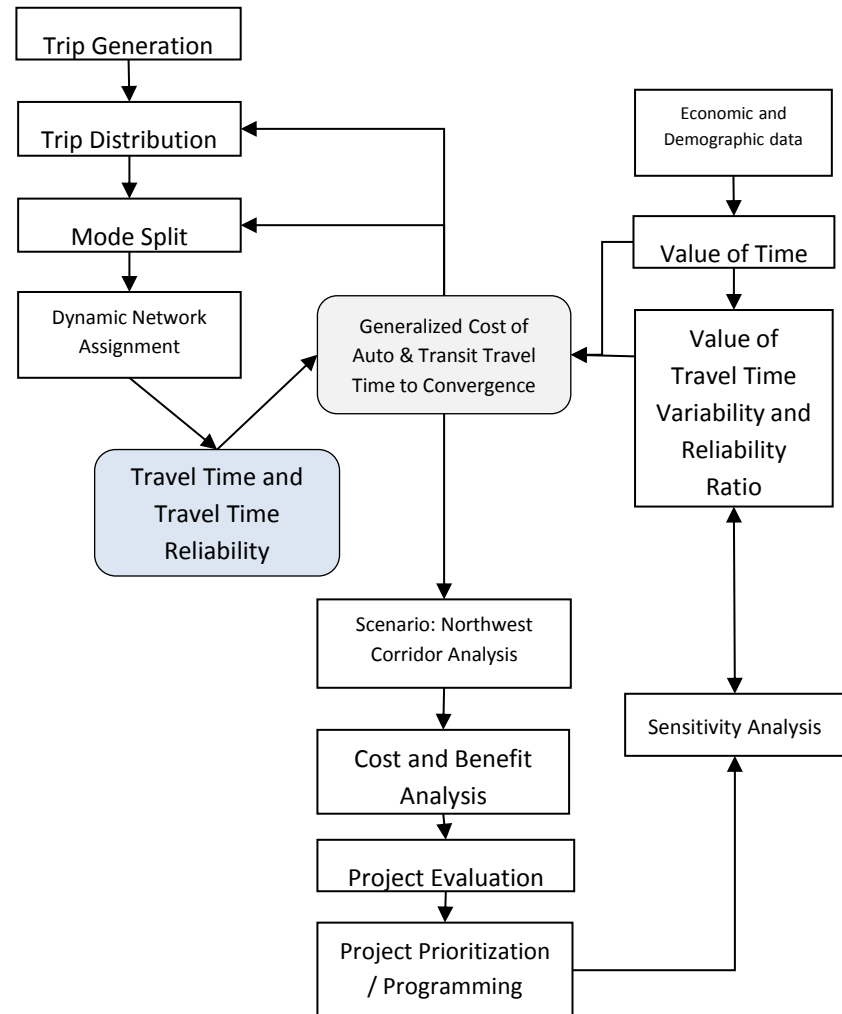 Trip Generation
Trip Distribution
Mode Split
Dynamic Network
Assignment
Travel Time and
Travel Time
Reliability
Generalized Cost of
Auto & Transit Travel
Time to Convergence
Economic and
Demographic data
Value of Time
Value of
Travel Time
Variability and
Reliability
Ratio
Sensitivity Analysis
Scenario: Northwest
Corridor Analysis
Cost and Benefit
Analysis
Project Evaluation
Project Prioritization
/ Programming